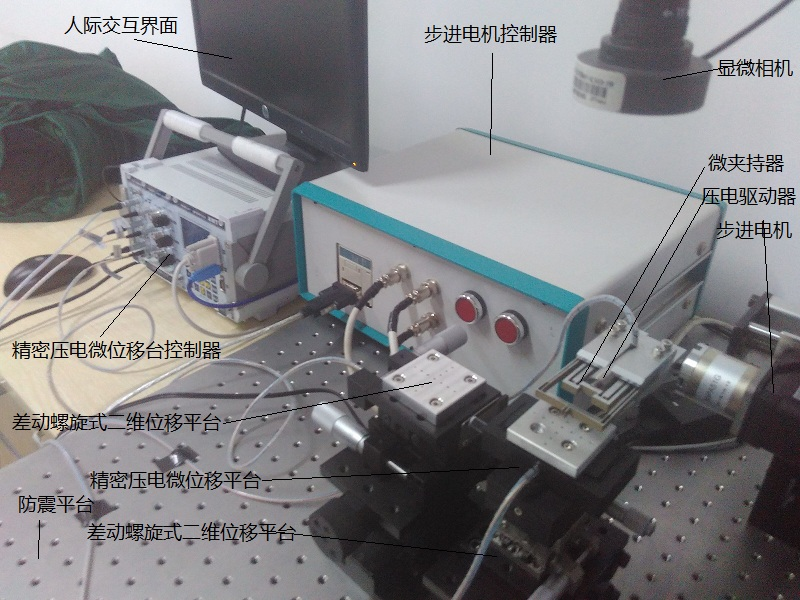 人际交互界面
步进电机控制器
显微相机
微夹持器
压电驱动器
步进电机
精密压电微位移台控制器
差动螺旋式二维位移平台
精密压电微位移平台
防震平台
差动螺旋式二维位移平台